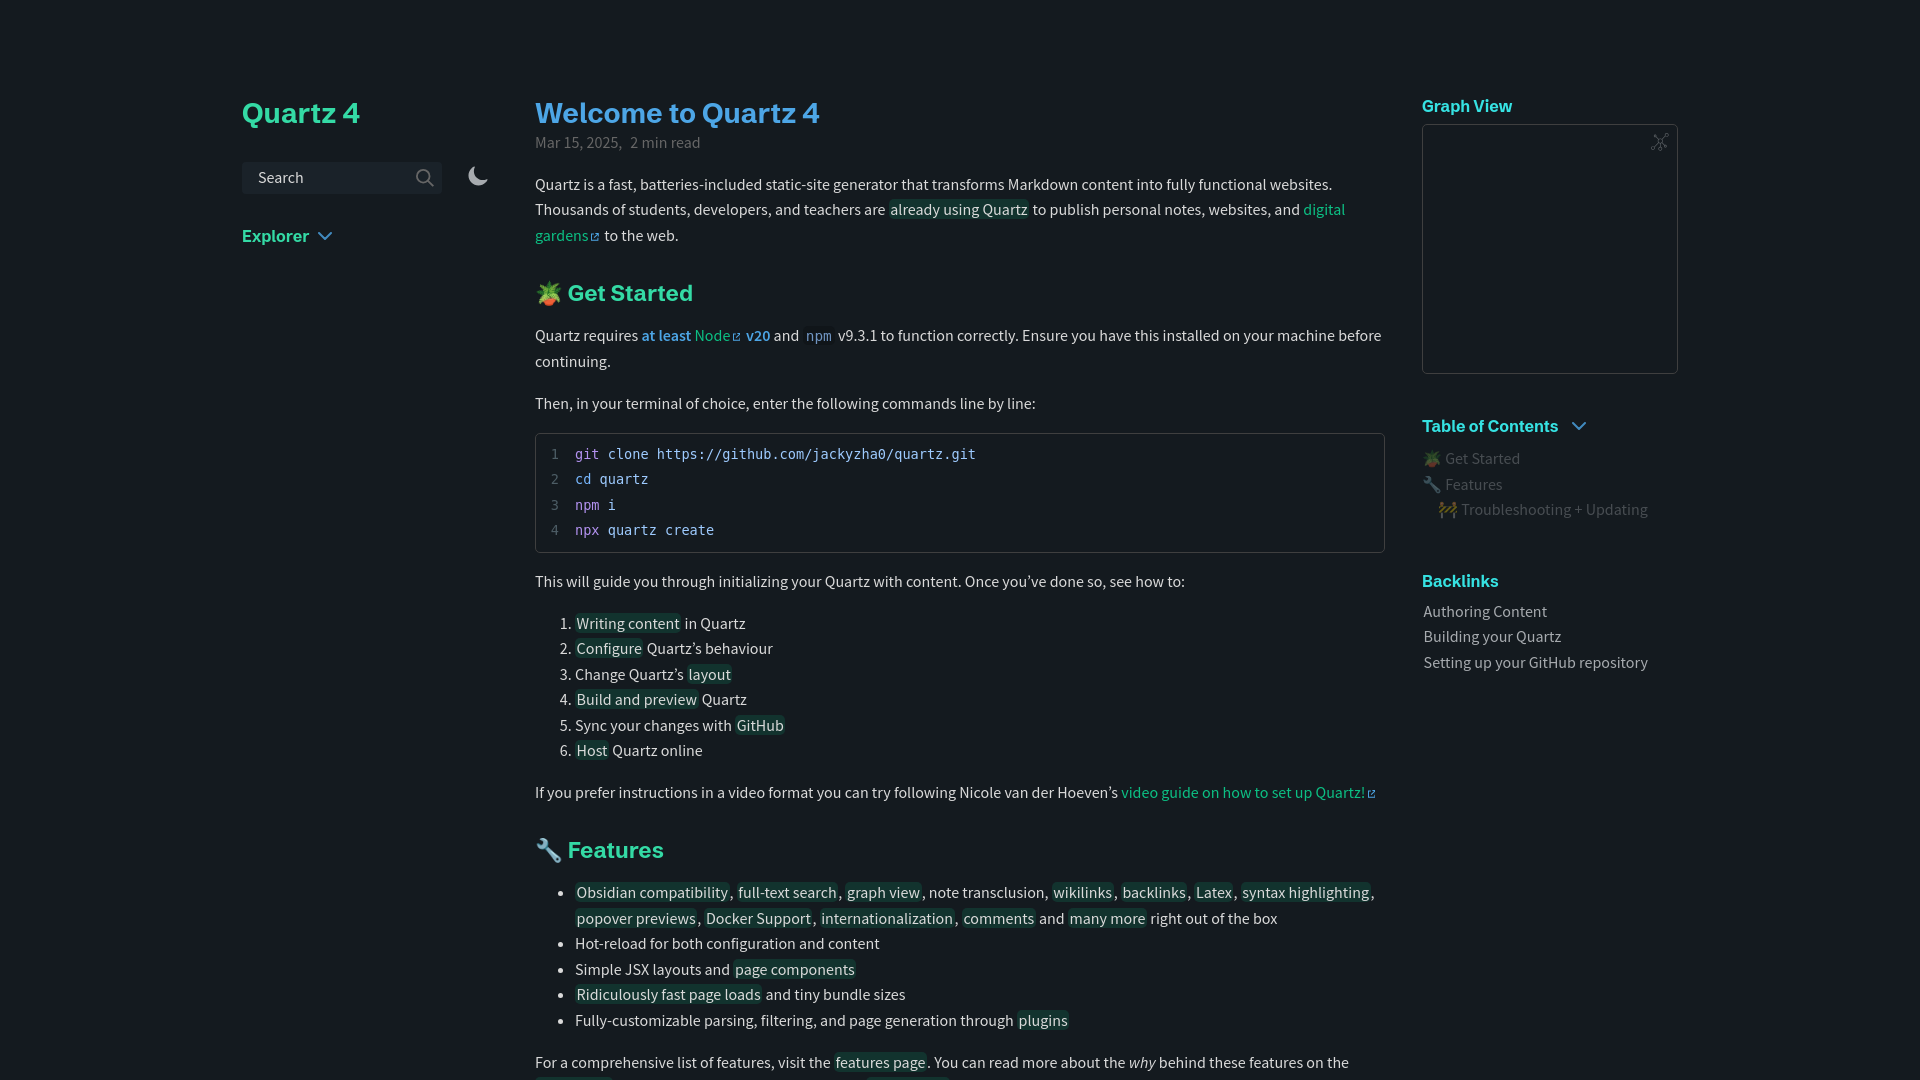 Quartz 4
Search
Explorer
Welcome to Quartz 4
Mar 15, 2025, 2 min read
Quartz is a fast, batteries-included static-site generator that transforms Markdown content into fully functional websites.
Thousands of students, developers, and teachers are already using Quartz to publish personal notes, websites, and digital
gardens to the web.
🪴 Get Started
Quartz requires at least Node v20 and npm v9.3.1 to function correctly. Ensure you have this installed on your machine before
continuing.
Then, in your terminal of choice, enter the following commands line by line:
1 git clone https://github.com/jackyzha0/quartz.git
2 cd quartz
3 npm i
4 npx quartz create
This will guide you through initializing your Quartz with content. Once you’ve done so, see how to:
1. Writing content in Quartz
2. Configure Quartz’s behaviour
3. Change Quartz’s layout
4. Build and preview Quartz
5. Sync your changes with GitHub
6. Host Quartz online
If you prefer instructions in a video format you can try following Nicole van der Hoeven’s video guide on how to set up Quartz!
🔧 Features
• Obsidian compatibility, full-text search, graph view, note transclusion, wikilinks, backlinks, Latex, syntax highlighting,
popover previews, Docker Support, internationalization, comments and many more right out of the box
• Hot-reload for both configuration and content
• Simple JSX layouts and page components
• Ridiculously fast page loads and tiny bundle sizes
• Fully-customizable parsing, filtering, and page generation through plugins
For a comprehensive list of features, visit the features page. You can read more about the why behind these features on the
Graph View
Table of Contents
🪴 Get Started
🔧 Features
🚧 Troubleshooting + Updating
Backlinks
Authoring Content
Building your Quartz
Setting up your GitHub repository